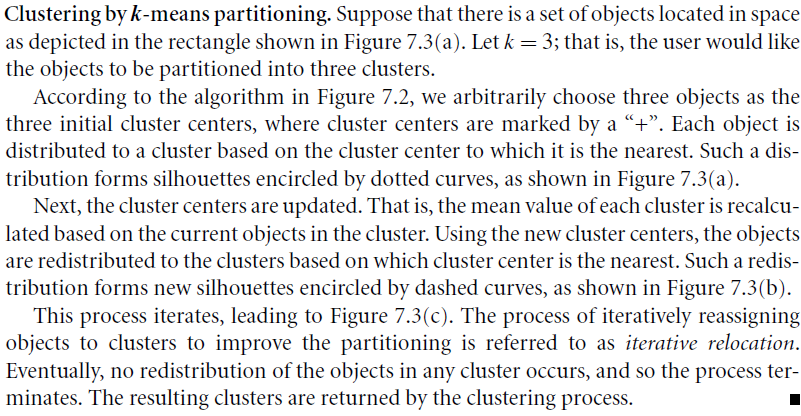 Clustering by k-means partitioning. Suppose that there is a set of objects located in space
as depicted in the rectangle shown in Figure 7.3(a). Let k = 3; that is, the user would like
the objects to be partitioned into three clusters.
According to the algorithm in Figure 7.2, we arbitrarily choose three objects as the
three initial cluster centers, where cluster centers are marked by a “+”. Each object is
distributed to a cluster based on the cluster center to which it is the nearest. Such a dis-
tribution forms silhouettes encircled by dotted curves, as shown in Figure 7.3(a).
Next, the cluster centers are updated. That is, the mean value of each cluster is recalcu-
lated based on the current objects in the cluster. Using the new cluster centers, the objects
are redistributed to the clusters based on which cluster center is the nearest. Such a redis-
tribution forms new silhouettes encircled by dashed curves, as shown in Figure 7.3(b).
This process iterates, leading to Figure 7.3(c). The process of iteratively reassigning
objects to clusters to improve the partitioning is referred to as iterative relocation.
Eventually, no redistribution of the objects in any cluster occurs, and so the process ter-
minates. The resulting clusters are returned by the clustering process. ■